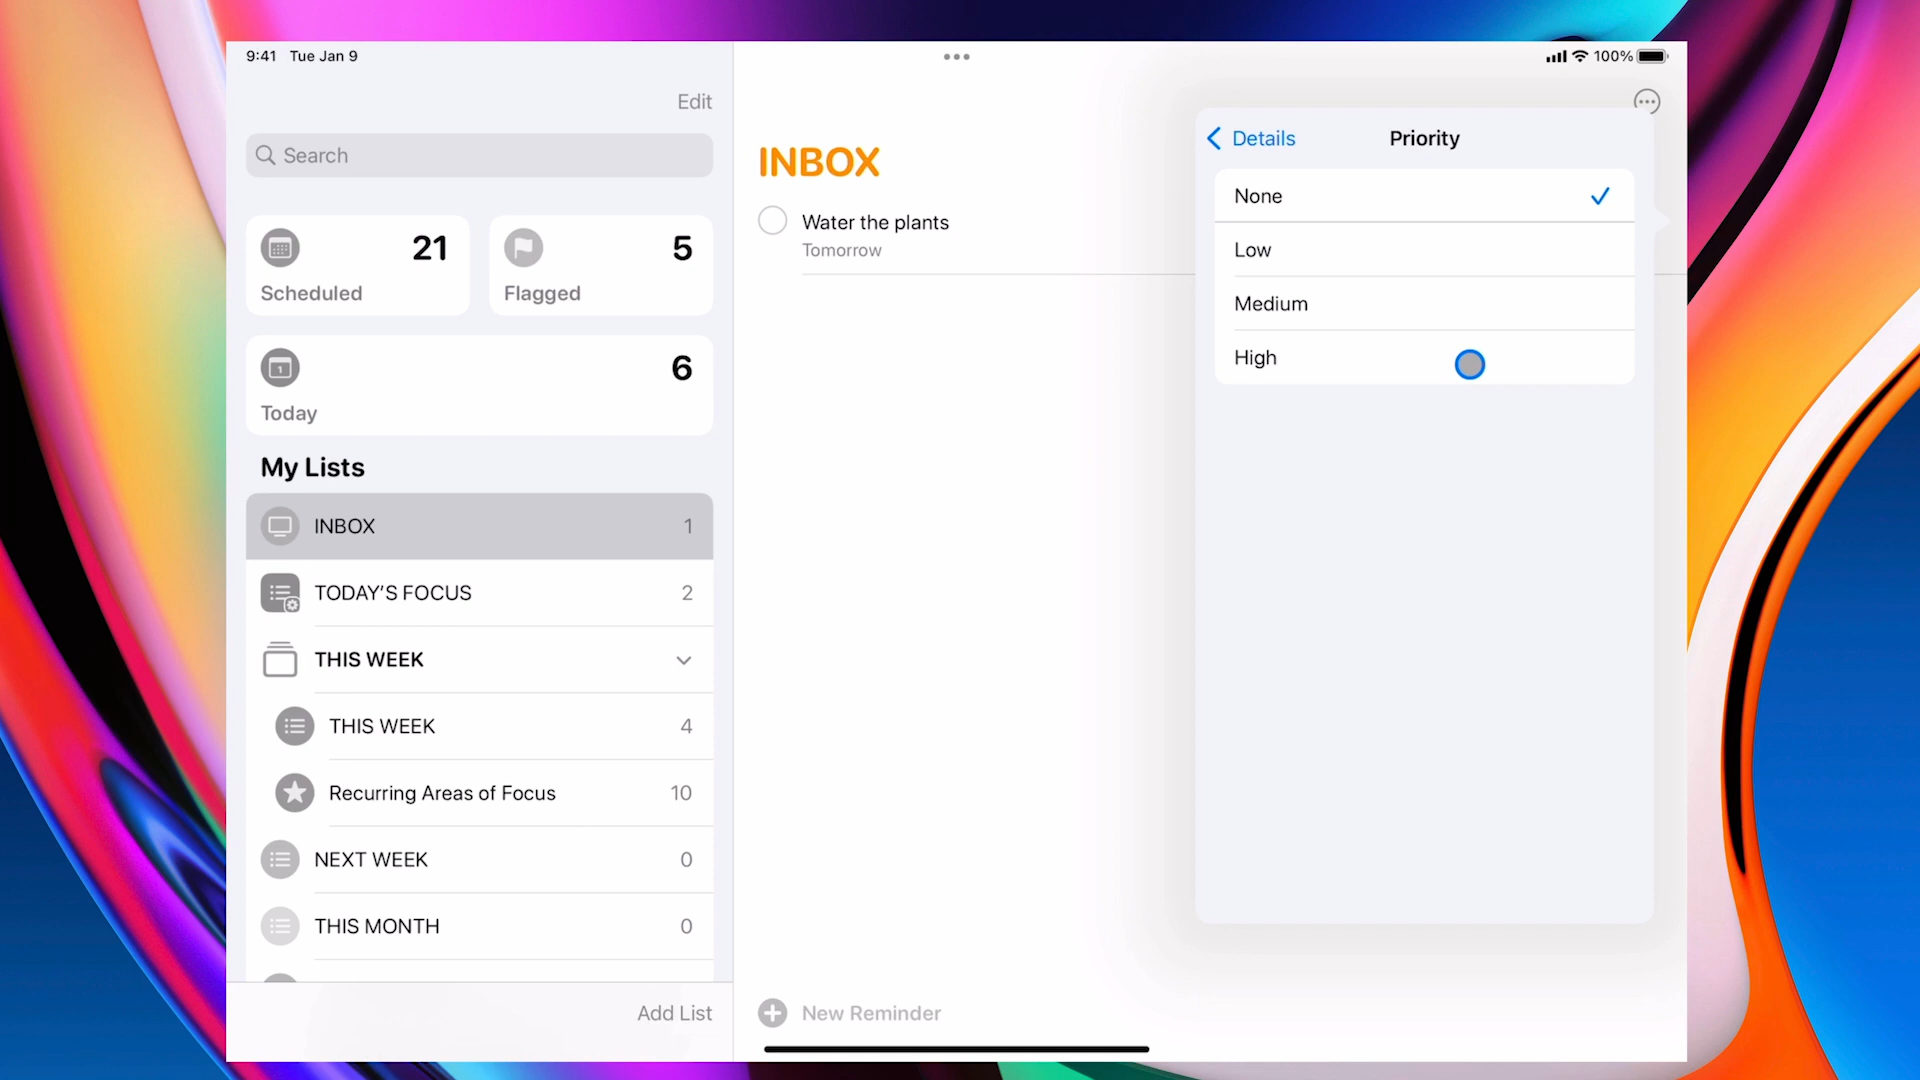 9:41 Tue Jan 9
100%
Edit
Search
21
Scheduled
5
Flagged
1
6
Today
My Lists
INBOX 1
TODAY’S FOCUS 2
THIS WEEK
THIS WEEK 4
Recurring Areas of Focus 10
NEXT WEEK 0
THIS MONTH 0
Add List
INBOX
Water the plants
Tomorrow
New Reminder
Details Priority
None
Low
Medium
High